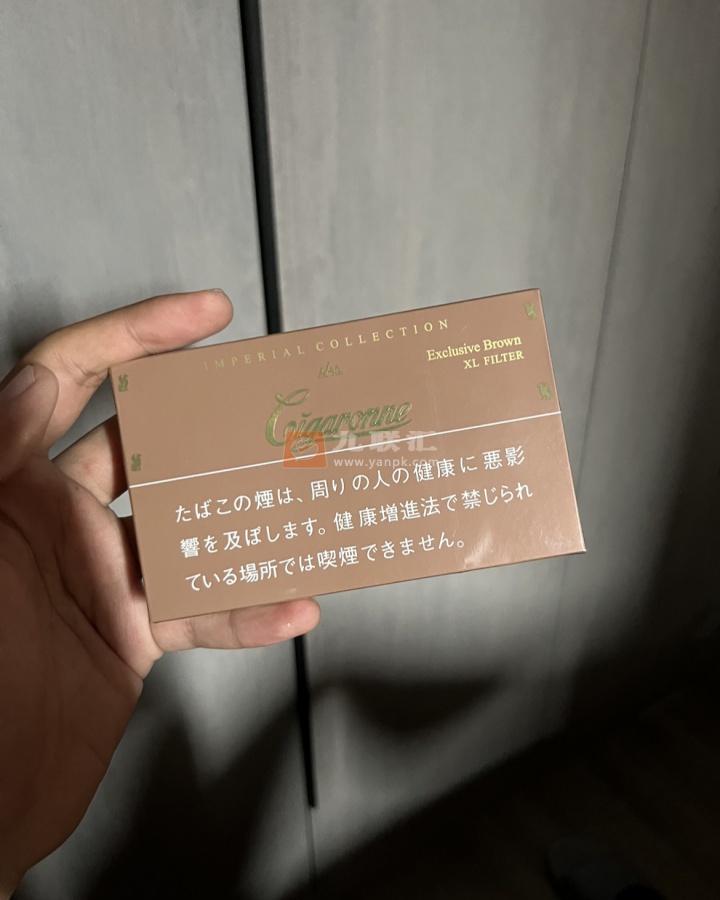 IMPERIAL COLLECTION
Exclusive Brown
XL FILTER
Cigaronne
九联汇
www.yanpk.com
たばこの煙は、周りの人の健康に悪影
響を及ぼします。健康増進法で禁じられ
ている場所では喫煙できません。